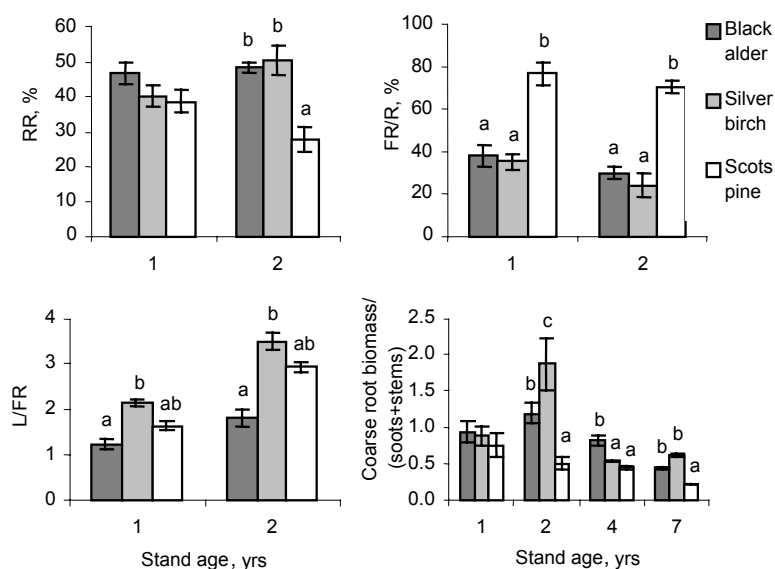 RR, %
60
50
40
30
20
10
0
b b
a
1 2
FR/R, %
100
80
60
40
20
0
a a b
a a b
1 2
Black
alder
Silver
birch
Scots
pine
L/FR
4
3
2
1
0
a b ab
a b ab
1 2
Stand age, yrs
Coarse root biomass/
(soots+stems)
2.5
2.0
1.5
1.0
0.5
0.0
b c a
b a a
b b a
1 2 4 7
Stand age, yrs